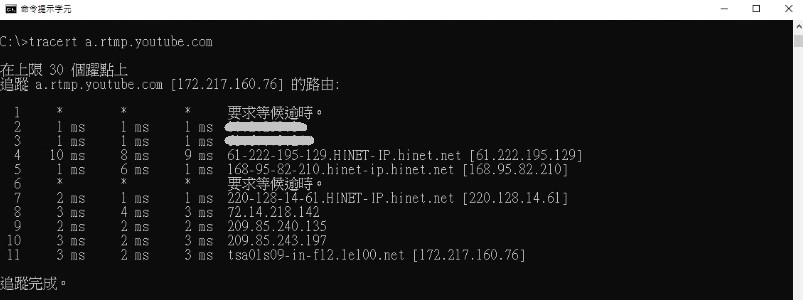 命令提示字元
C:\>tracert a.rtmp.youtube.com
在上限 30 個躍點上
追蹤 a.rtmp.youtube.com [172.217.160.76] 的路由:
1 * * * 要求等候逾時。
2 1 ms 1 ms 1 ms
3 1 ms 1 ms 1 ms
4 10 ms 8 ms 9 ms 61-222-195-129.HINET-IP.hinet.net [61.222.195.129]
5 1 ms 6 ms 1 ms 168-95-82-210.hinet-ip.hinet.net [168.95.82.210]
6 * * * 要求等候逾時。
7 2 ms 1 ms 1 ms 220-128-14-61.HINET-IP.hinet.net [220.128.14.61]
8 3 ms 4 ms 3 ms 72.14.218.142
9 2 ms 2 ms 2 ms 209.85.240.135
10 3 ms 2 ms 3 ms 209.85.243.197
11 3 ms 2 ms 3 ms tsa01s09-in-f12.1e100.net [172.217.160.76]
追蹤完成。